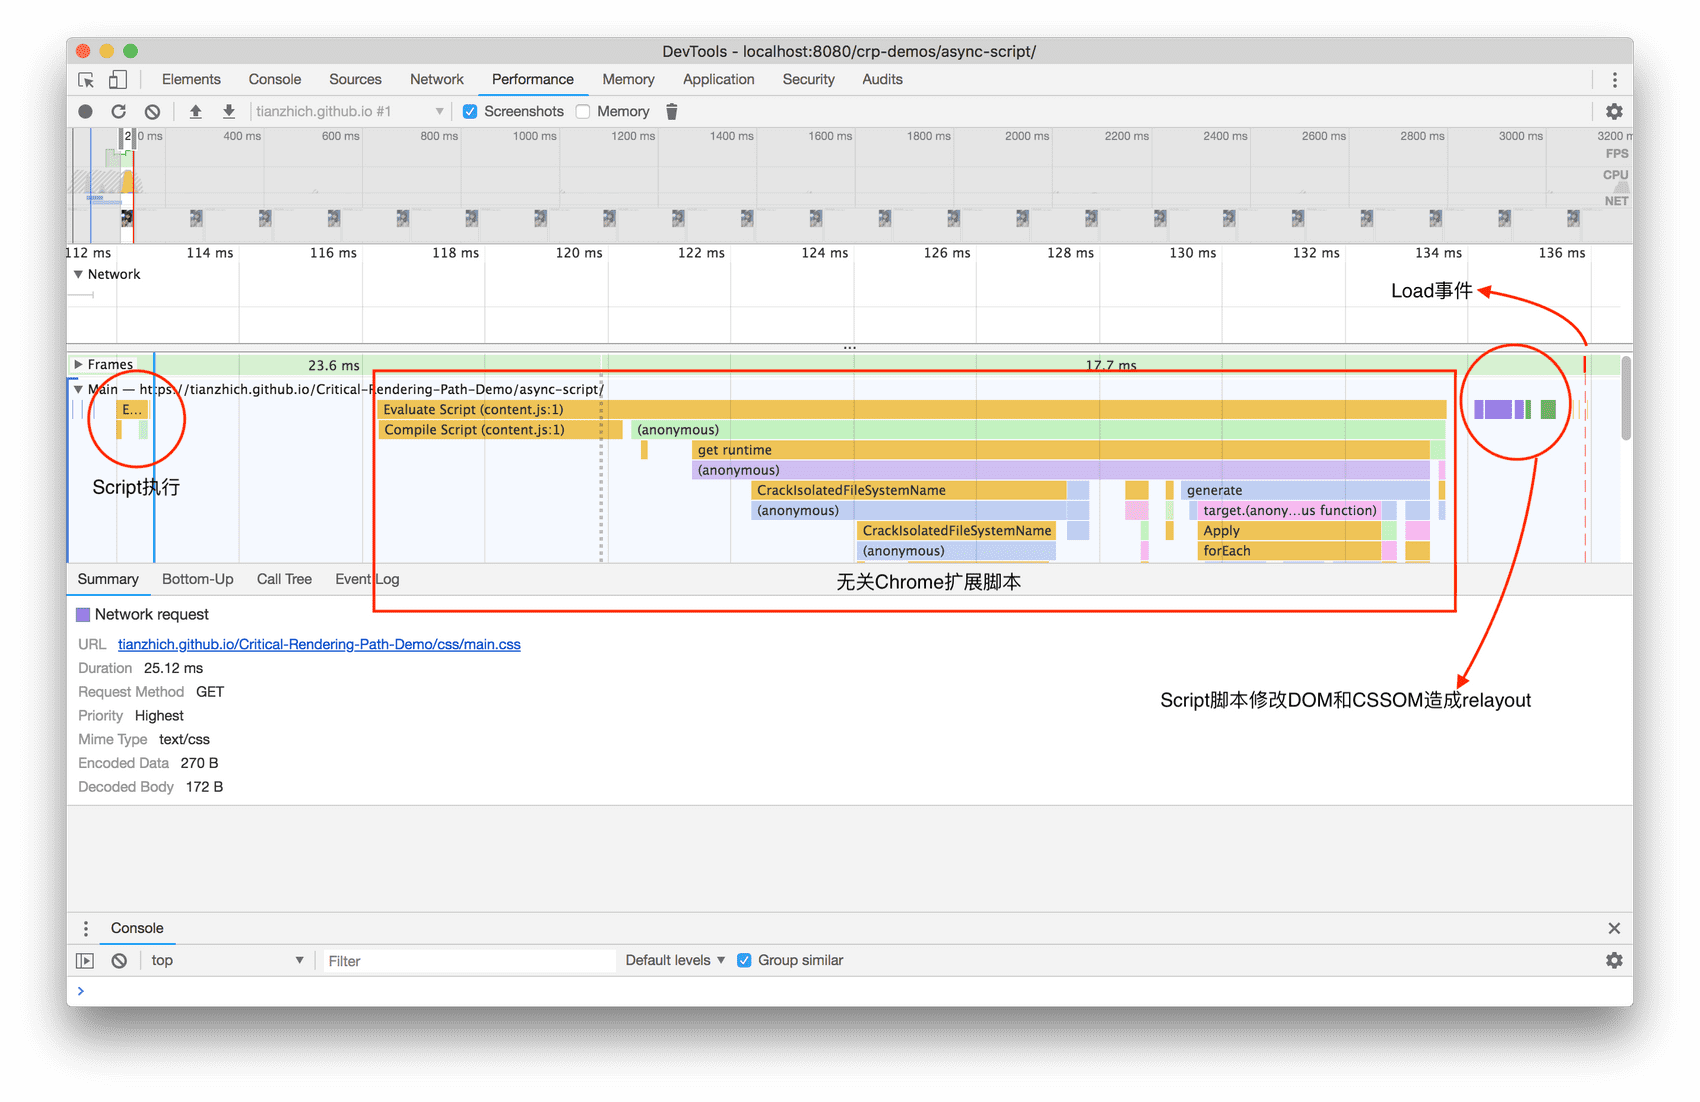 DevTools - localhost:8080/crp-demos/async-script/
Elements Console Sources Network Performance Memory Application Security Audits
tianzhich.github.io #1 Screenshots Memory
2 0 ms 400 ms 600 ms 800 ms 1000 ms 1200 ms 1400 ms 1600 ms 1800 ms 2000 ms 2200 ms 2400 ms 2600 ms 2800 ms 3000 ms 3200 m
FPS
CPU
NET
112 ms 114 ms 116 ms 118 ms 120 ms 122 ms 124 ms 126 ms 128 ms 130 ms 132 ms 134 ms 136 ms
Network
Load事件
Frames 23.6 ms 17.7 ms
Main — https://tianzhich.github.io/Critical-Rendering-Path-Demo/async-script/
E... Evaluate Script (content.js:1)
Compile Script (content.js:1) (anonymous)
get runtime
(anonymous)
Script执行
CrackIsolatedFileSystemName generate
(anonymous) target.(anony...us function)
CrackIsolatedFileSystemName Apply
(anonymous) forEach
Summary Bottom-Up Call Tree Event Log
无关Chrome扩展脚本
Network request
URL tianzhich.github.io/Critical-Rendering-Path-Demo/css/main.css
Duration 25.12 ms
Request Method GET
Script脚本修改DOM和CSSOM造成relayout
Priority Highest
Mime Type text/css
Encoded Data 270 B
Decoded Body 172 B
Console
top Filter Default levels Group similar